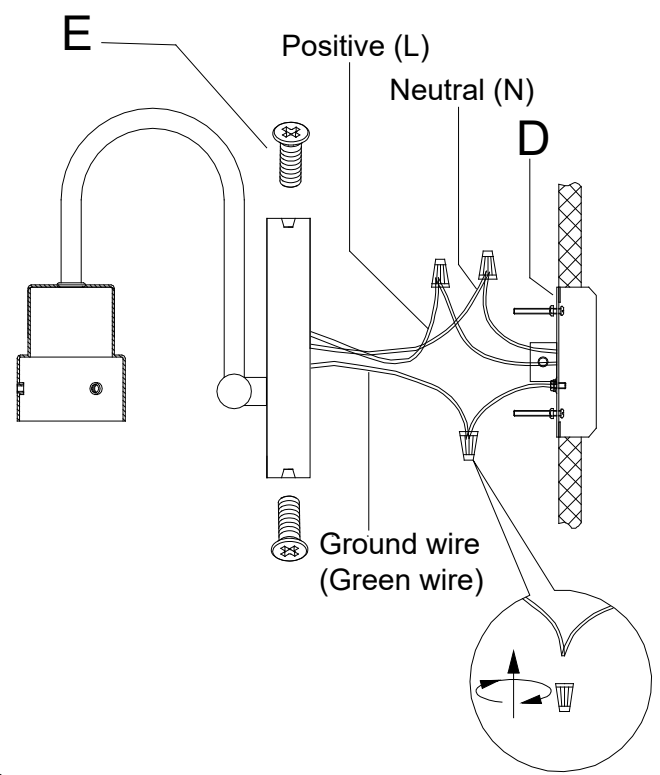 E
Positive (L)
Neutral (N)
D
Ground wire
(Green wire)